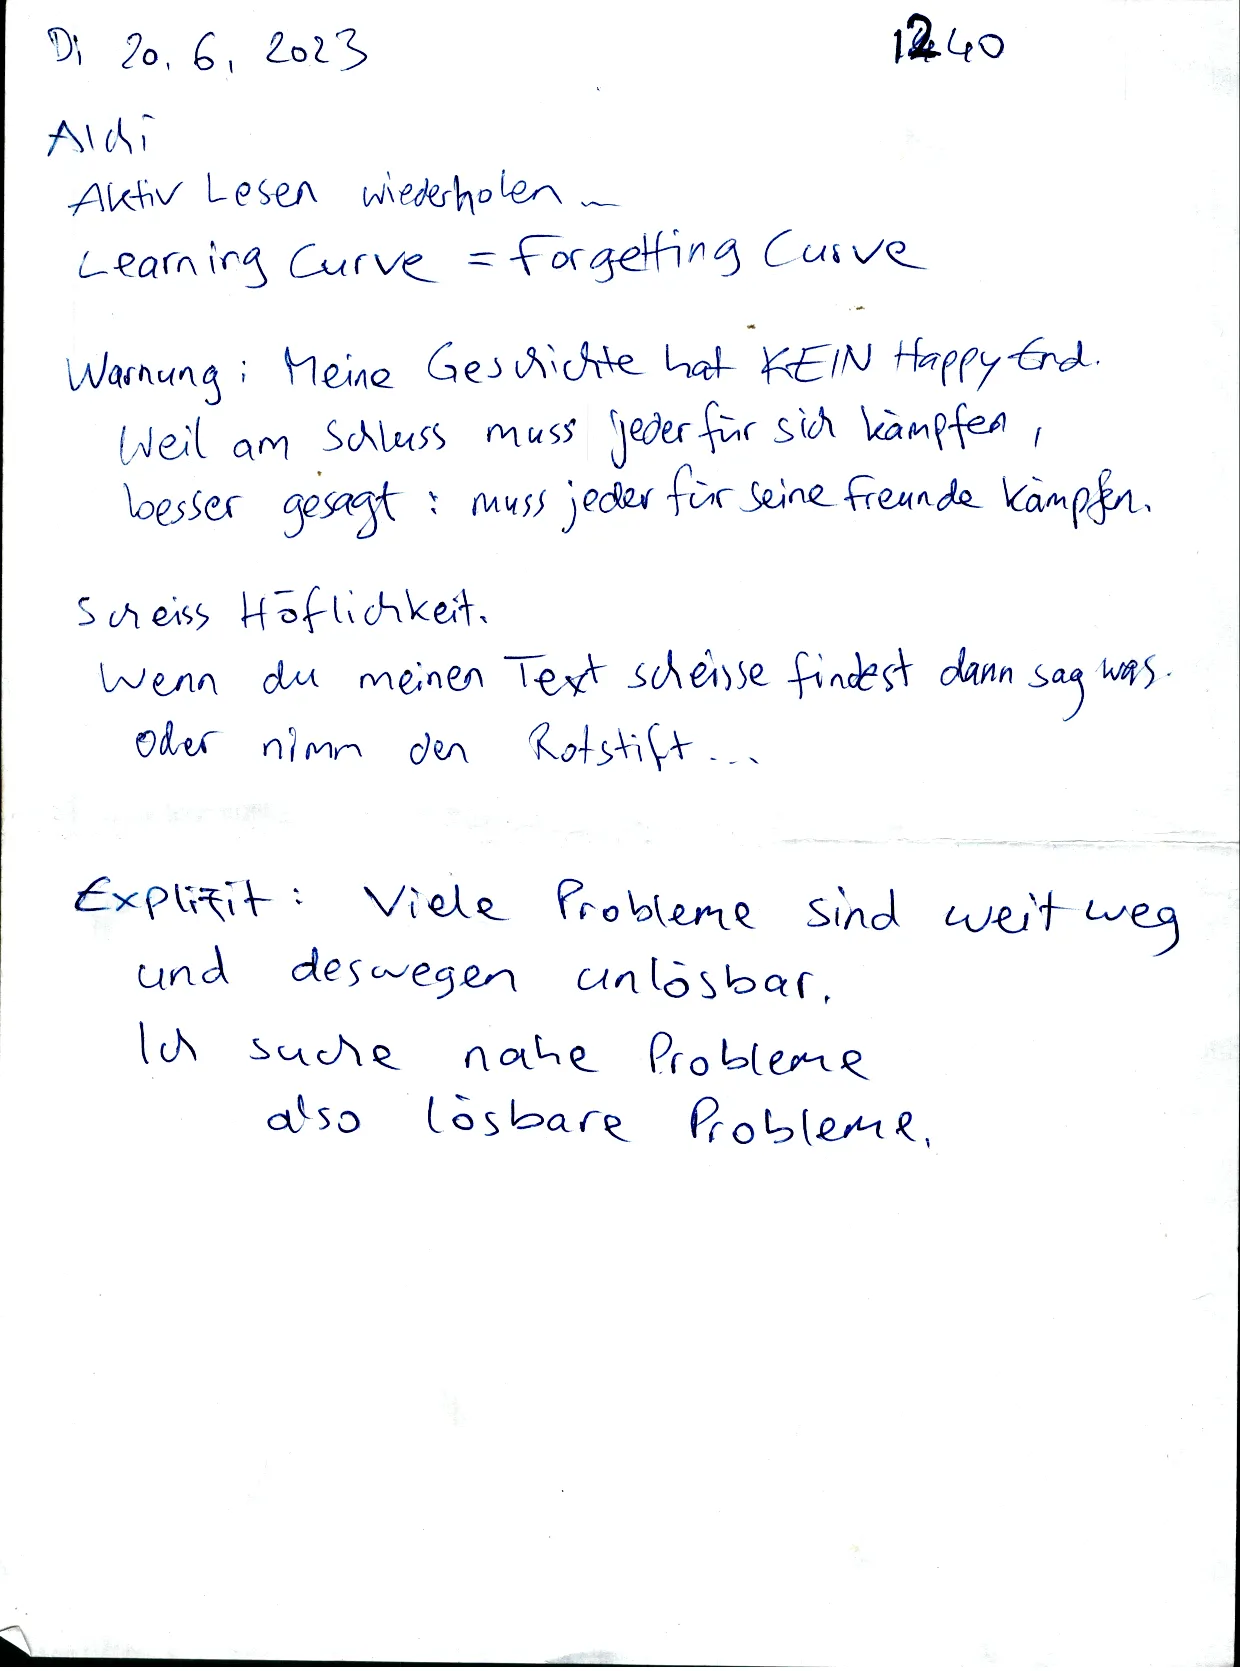 Di 20.6.2023 1240
Alchi
Aktiv Lesen wiederholen
Learning Curve = Forgetting Curve
Warnung: Meine Geschichte hat KEIN Happy End.
Weil am Schluss muss jeder für sich kämpfen,
besser gesagt: muss jeder für seine Freunde kämpfen.
Scheiss Höflichkeit.
Wenn du meinen Text scheisse findest dann sag was.
oder nimm den Rotstift...
Explizit: Viele Probleme sind weit weg
und deswegen unlösbar.
Ich suche nahe Probleme
also lösbare Probleme.